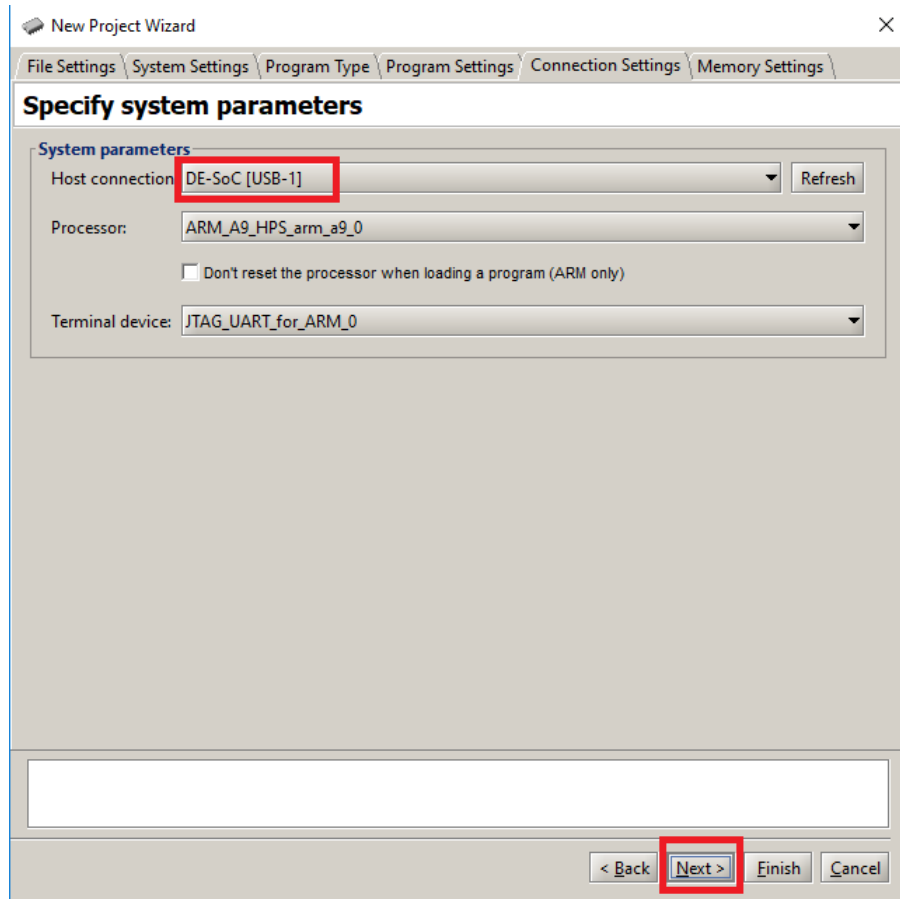 New Project Wizard
File Settings System Settings Program Type Program Settings Connection Settings Memory Settings
Specify system parameters
System parameters
Host connection DE-SoC [USB-1] Refresh
Processor: ARM_A9_HPS_arm_a9_0
Don't reset the processor when loading a program (ARM only)
Terminal device: JTAG_UART_for_ARM_0
< Back Next > Finish Cancel